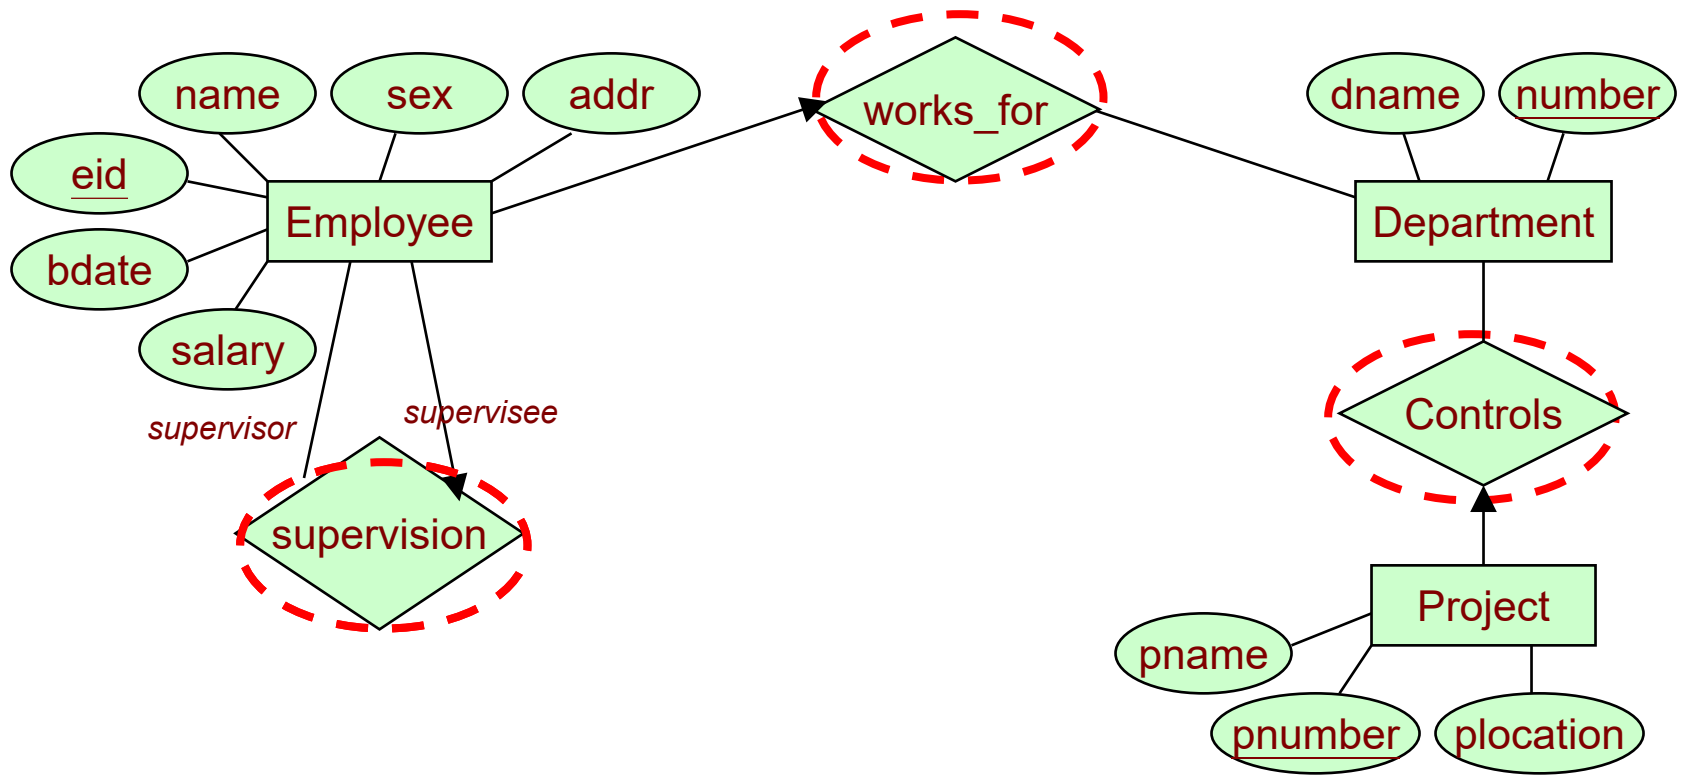 name
sex
addr
works_for
dname
number
eid
Employee
Department
bdate
salary
supervisor
supervisee
Controls
supervision
Project
pname
pnumber
plocation